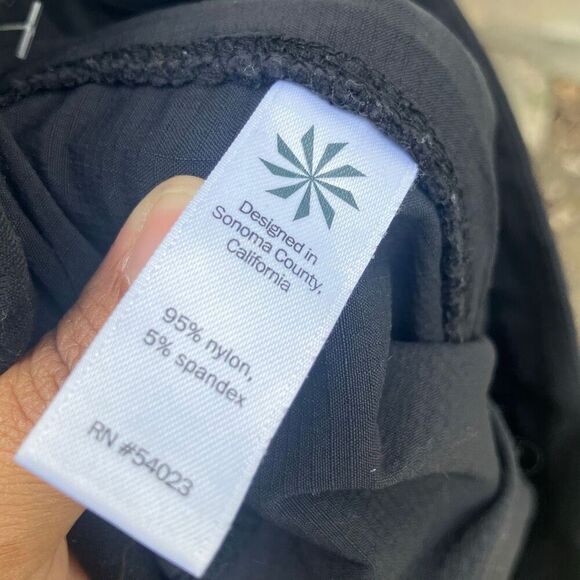 Designed in
Sonoma County,
California
95% nylon,
5% spandex
RN #54023